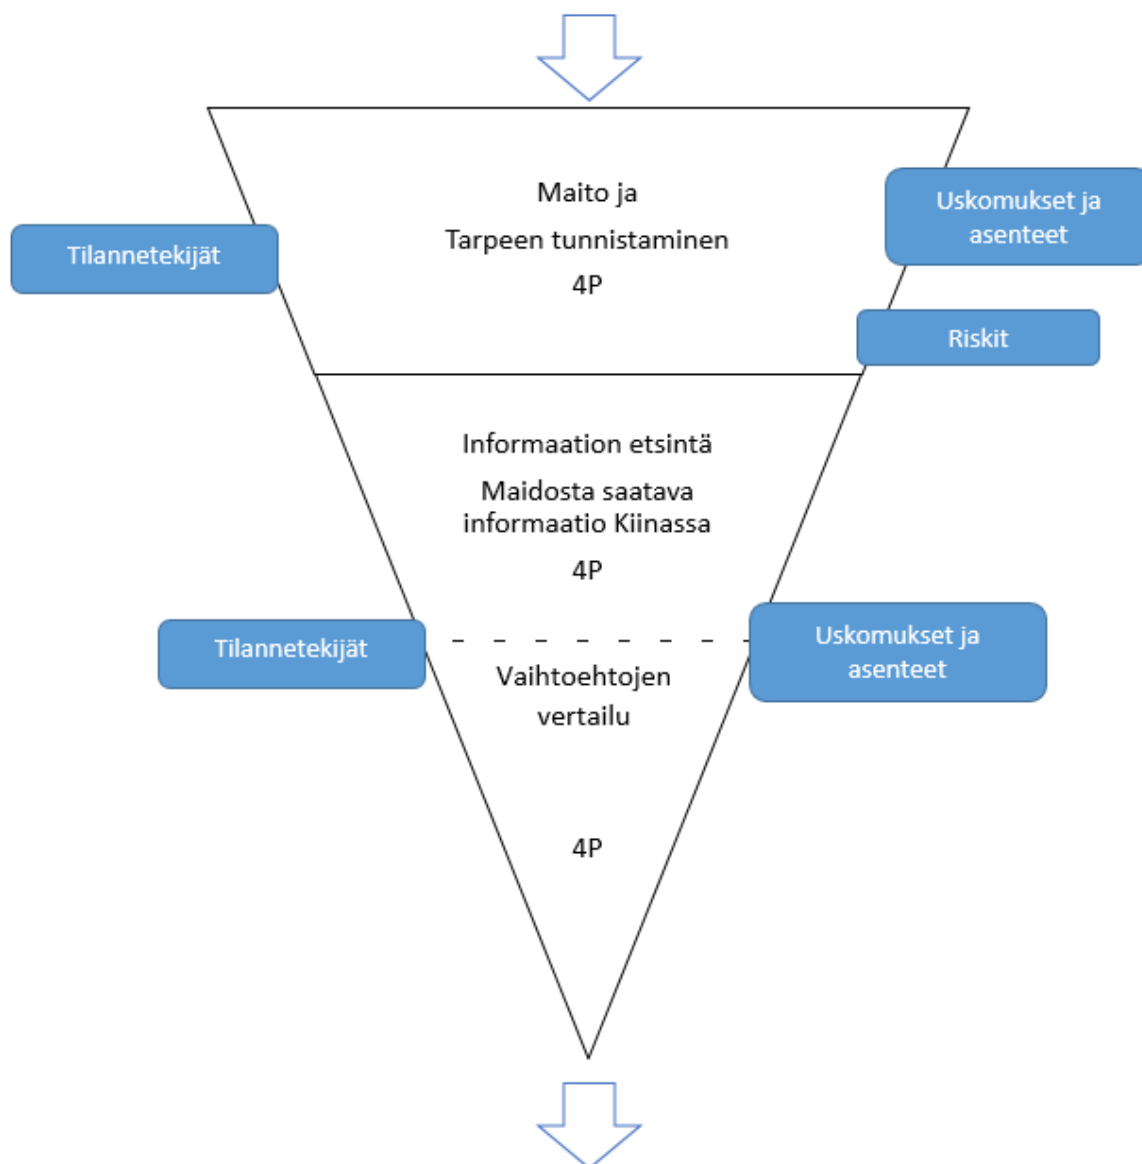 Maito ja
Tarpeen tunnistaminen
4P
Tilannetekijät
Uskomukset ja
asenteet
Riskit
Informaation etsintä
Maidosta saatava
informaatio Kiinassa
4P
Tilannetekijät
Uskomukset ja
asenteet
Vaihtoehtojen
vertailu
4P